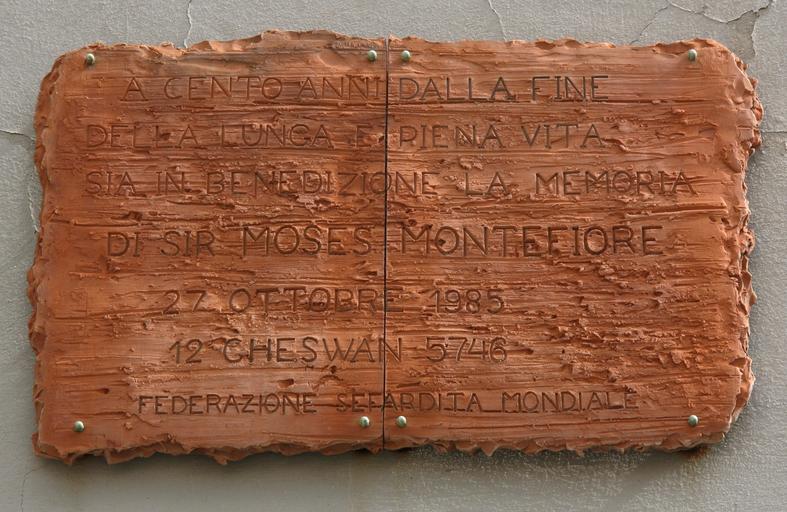 A CENTO ANNI DALLA FINE
DELLA LUNGA E PIENA VITA
SIA IN BENEDIZIONE LA MEMORIA
DI SIR MOSES MONTEFIORE
27 OTTOBRE 1985
12 CHESWAN 5746
FEDERAZIONE SEFARDITA MONDIALE